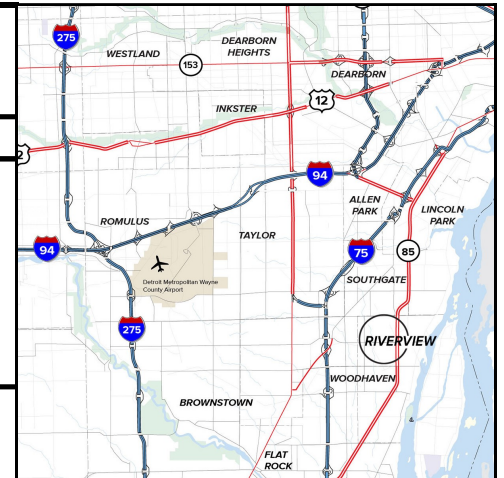 275
WESTLAND
DEARBORN
HEIGHTS
153
DEARBORN
12
INKSTER
2
94
ALLEN
PARK
LINCOLN
PARK
ROMULUS
TAYLOR
94
75
85
Detroit Metropolitan Wayne
County Airport
SOUTHGATE
275
RIVERVIEW
WOODHAVEN
BROWNSTOWN
FLAT
ROCK